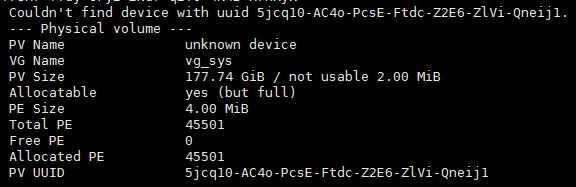 Couldn't find device with uuid 5jcq10-AC4o-PcsE-Ftdc-Z2E6-ZlVi-Qneij1.
--- Physical volume ---
PV Name unknown device
VG Name vg_sys
PV Size 177.74 GiB / not usable 2.00 MiB
Allocatable yes (but full)
PE Size 4.00 MiB
Total PE 45501
Free PE 0
Allocated PE 45501
PV UUID 5jcq10-AC4o-PcsE-Ftdc-Z2E6-ZlVi-Qneij1